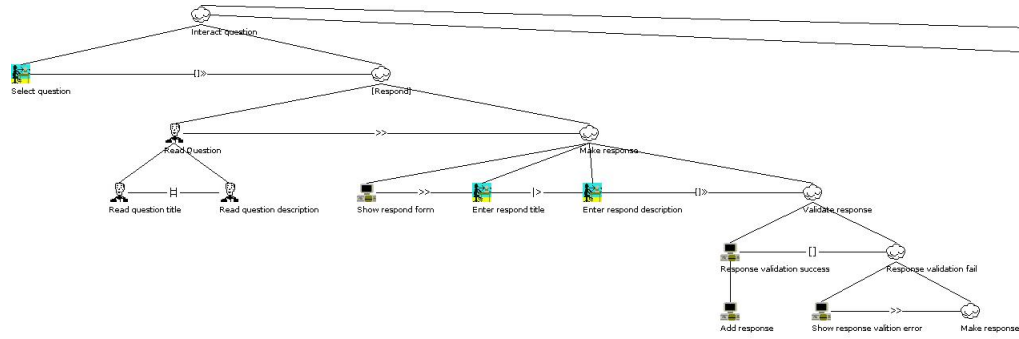 Interact question
[]»
Select question
[Respond]
>>
Read Question
Make response
|=|
>>
|>
[]»
Read question title
Read question description
Show respond form
Enter respond title
Enter respond description
Validate response
[]
Response validation success
Response validation fail
>>
Add response
Show response valition error
Make response